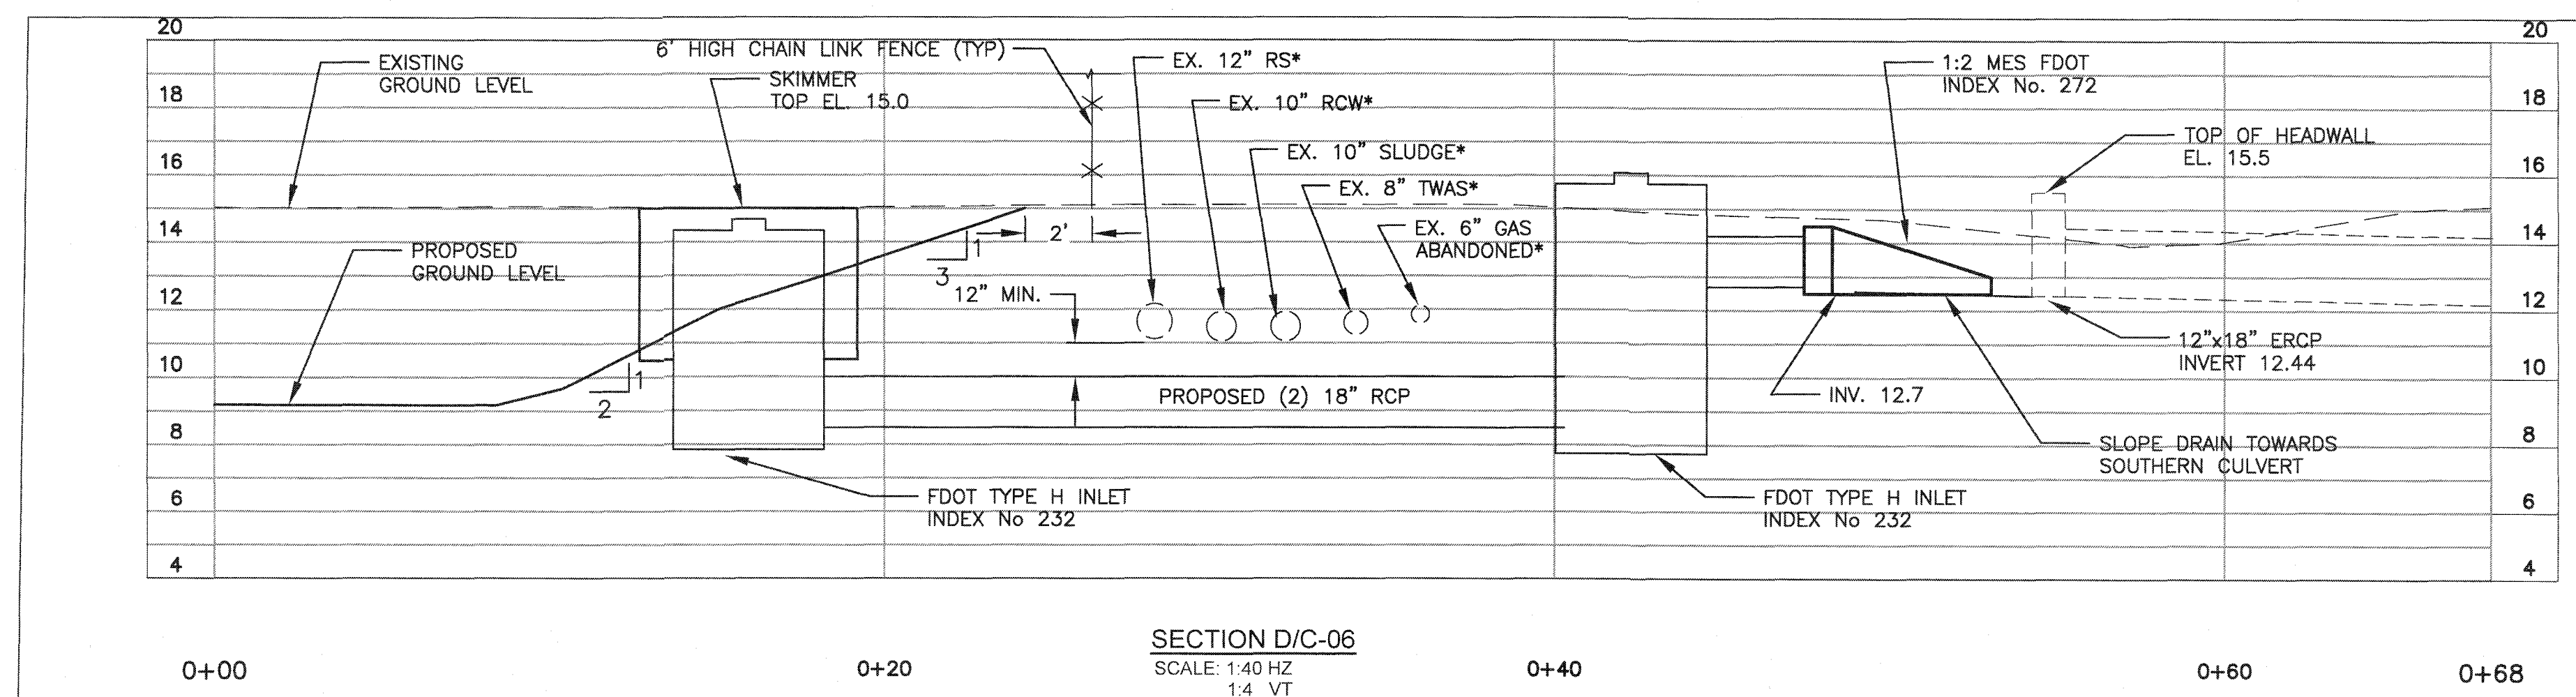 20
20
EXISTING
GROUND LEVEL
6' HIGH CHAIN LINK FENCE (TYP)
SKIMMER
TOP EL. 15.0
EX. 12" RS*
EX. 10" RCW*
EX. 10" SLUDGE*
EX. 8" TWAS*
EX. 6" GAS
ABANDONED*
1:2 MES FDOT
INDEX No. 272
TOP OF HEADWALL
EL. 15.5
18
18
16
16
14
14
PROPOSED
GROUND LEVEL
1
3
2'
12" MIN.
12
12
12"x18" ERCP
INVERT 12.44
10
10
1
2
PROPOSED (2) 18" RCP
INV. 12.7
8
8
SLOPE DRAIN TOWARDS
SOUTHERN CULVERT
6
6
FDOT TYPE H INLET
INDEX No 232
FDOT TYPE H INLET
INDEX No 232
4
4
SECTION D/C-06
SCALE: 1:40 HZ
1:4 VT
0+00
0+20
0+40
0+60
0+68